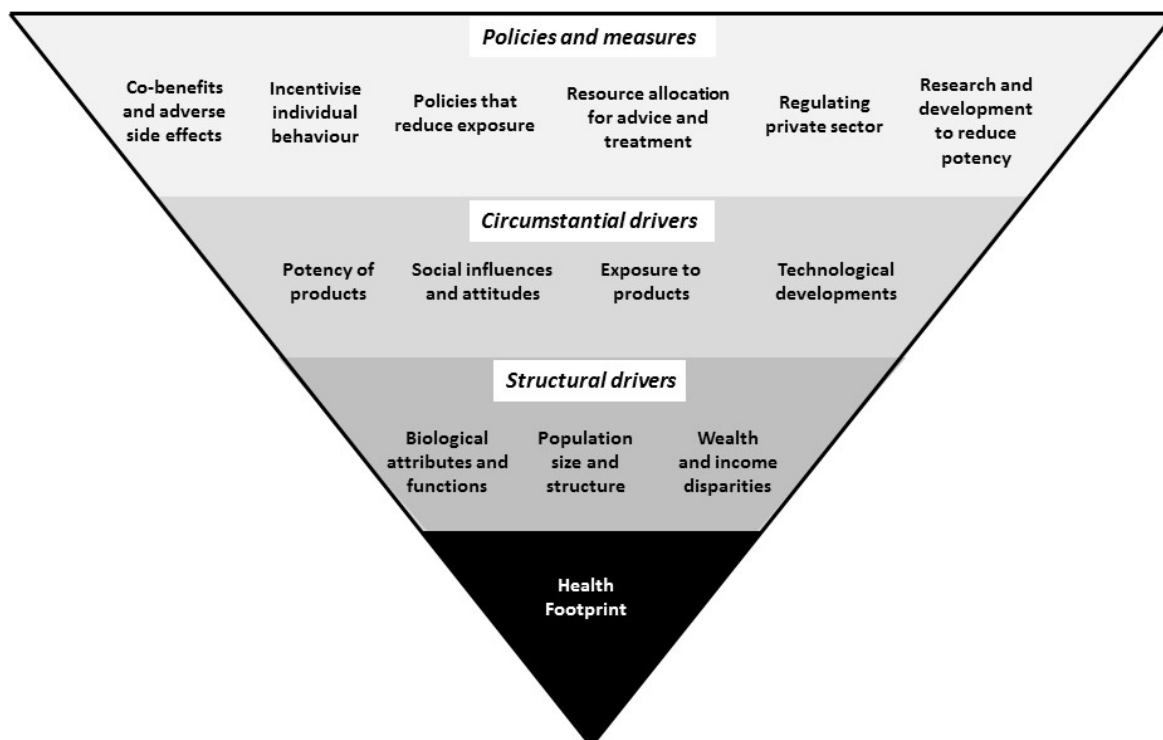 Policies and measures
Co-benefits
and adverse
side effects
Incentivise
individual
behaviour
Policies that
reduce exposure
Resource allocation
for advice and
treatment
Regulating
private sector
Research and
development
to reduce
potency
Circumstantial drivers
Potency of
products
Social influences
and attitudes
Exposure to
products
Technological
developments
Structural drivers
Biological
attributes and
functions
Population
size and
structure
Wealth
and income
disparities
Health
Footprint